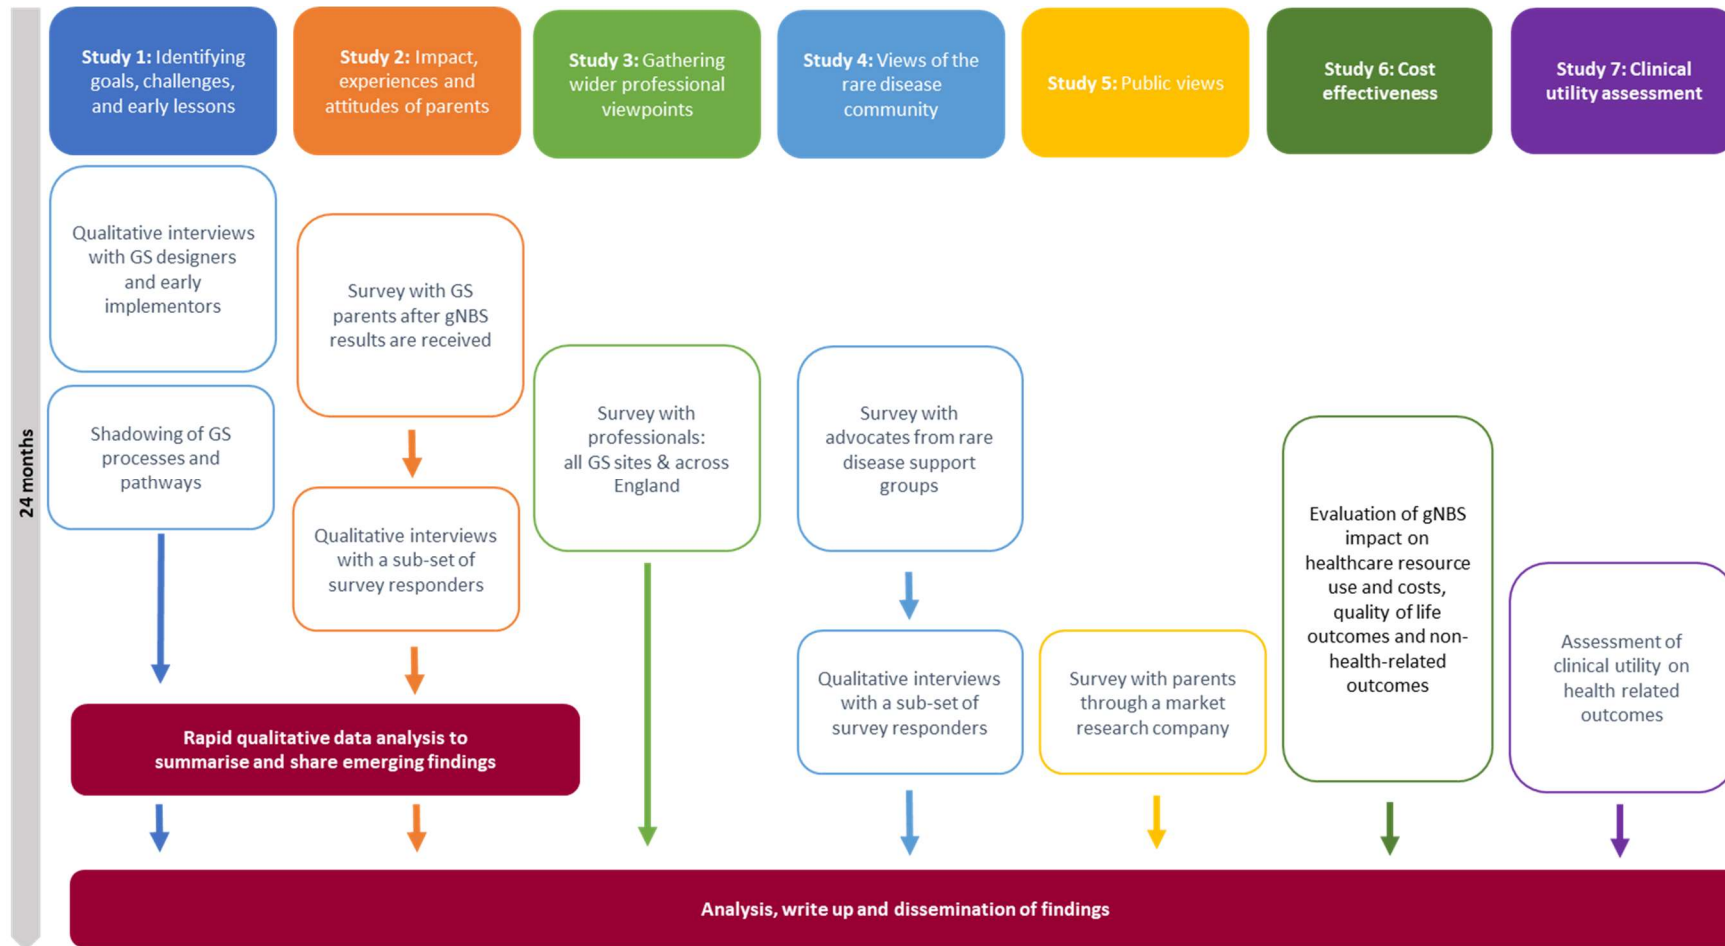 24 months
Study 1: Identifying
goals, challenges,
and early lessons
Study 2: Impact,
experiences and
attitudes of parents
Study 3: Gathering
wider professional
viewpoints
Study 4: Views of the
rare disease
community
Study 5: Public views
Study 6: Cost
effectiveness
Study 7: Clinical
utility assessment
Qualitative interviews
with GS designers
and early
implementors
Shadowing of GS
processes and
pathways
Survey with GS
parents after gNBS
results are received
Qualitative interviews
with a sub-set of
survey responders
Rapid qualitative data analysis to
summarise and share emerging findings
Survey with
professionals:
all GS sites & across
England
Survey with
advocates from rare
disease support
groups
Qualitative interviews
with a sub-set of
survey responders
Survey with parents
through a market
research company
Evaluation of gNBS
impact on
healthcare resource
use and costs,
quality of life
outcomes and non-
health-related
outcomes
Assessment of
clinical utility on
health related
outcomes
Analysis, write up and dissemination of findings